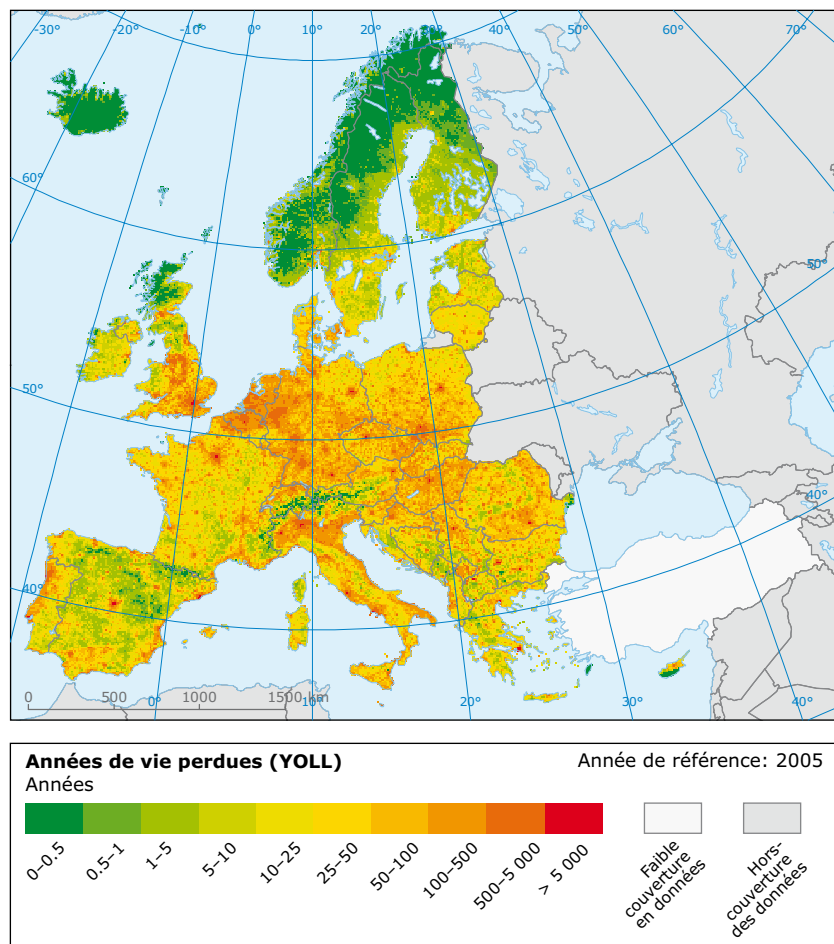 -30° -20° -10° 0° 10° 20° 30° 40° 50° 60° 70°
60°
50°
50°
40°
40°
0 500 1000 1500 km
0° 10° 20° 30° 40°
Années de vie perdues (YOLL)
Années
Année de référence: 2005
0–0.5
0.5–1
1–5
5–10
10–25
25–50
50–100
100–500
500–5 000
> 5 000
Faible
couverture
en données
Hors-
couverture
des données